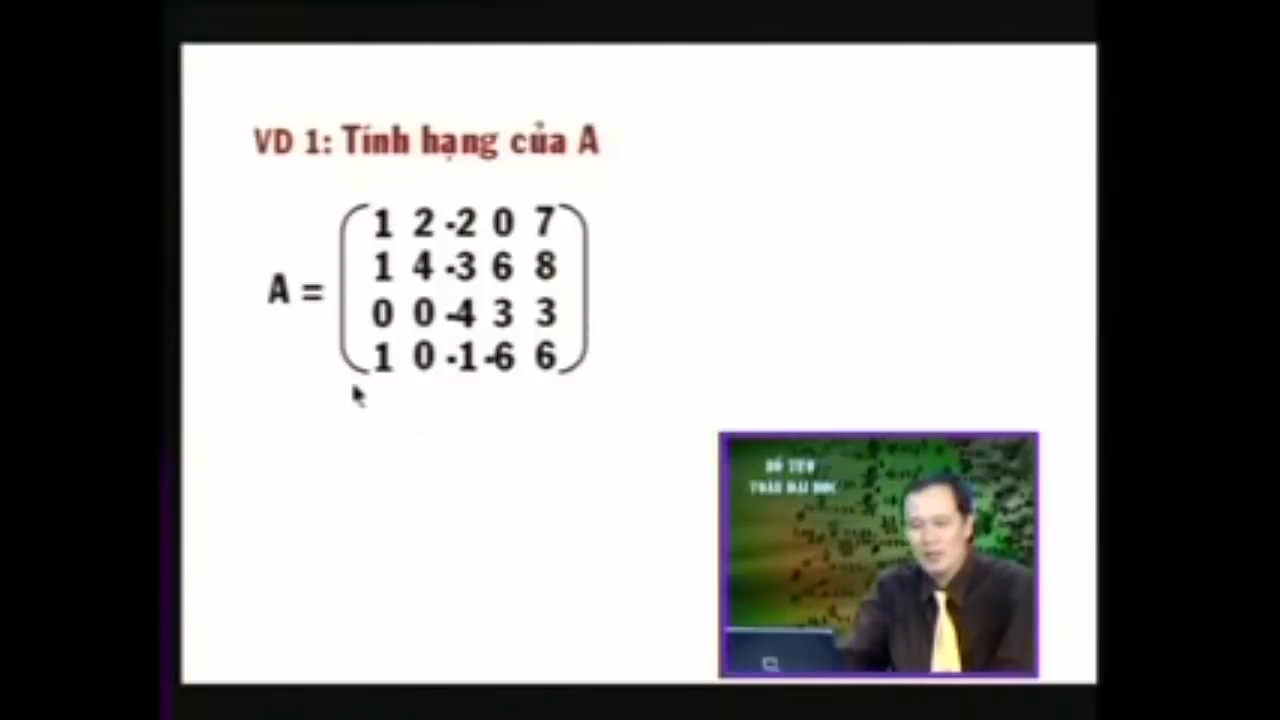 VD 1: Tính hạng của A
A =
1 2 -2 0 7
1 4 -3 6 8
0 0 -4 3 3
1 0 -1 -6 6